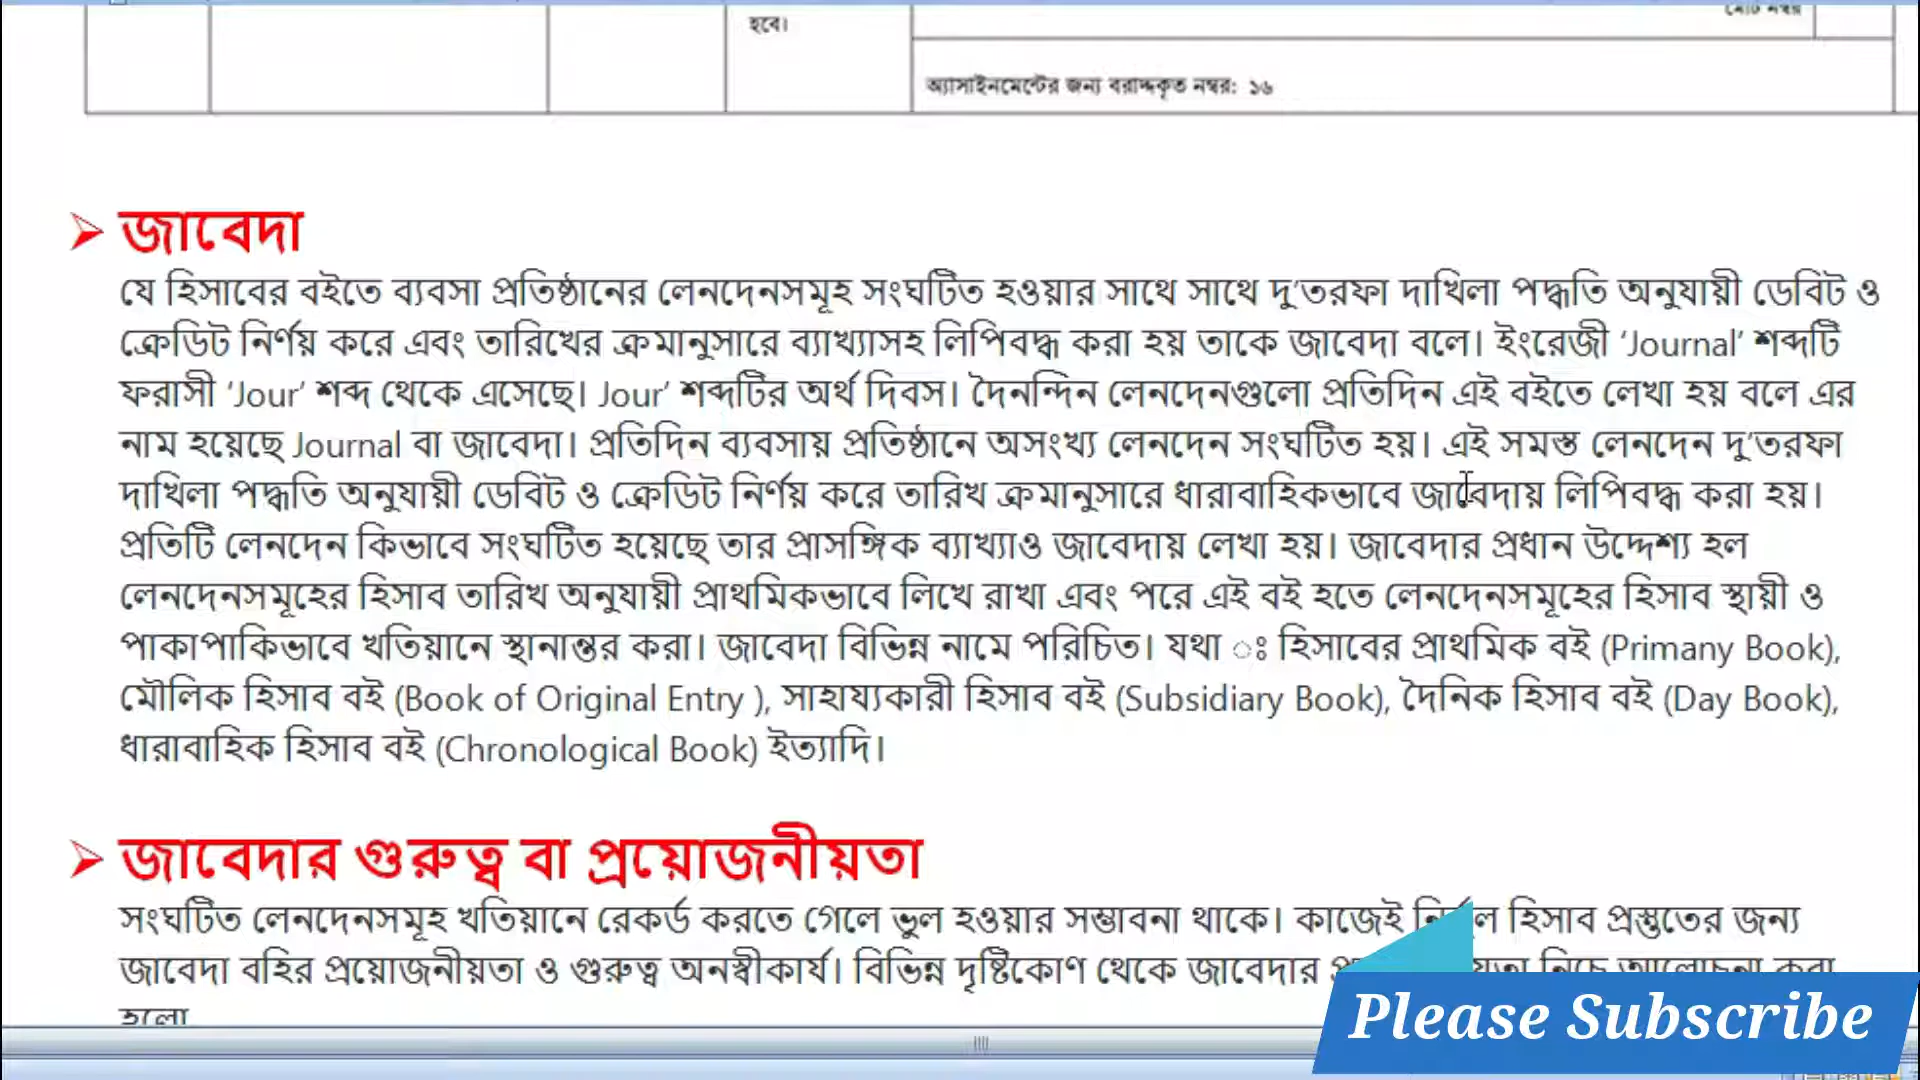 হবে।
মোট নম্বর
অ্যাসাইনমেন্টের জন্য বরাদ্দকৃত নম্বর: ১৬
➢ জাবেদা
যে হিসাবের বইতে ব্যবসা প্রতিষ্ঠানের লেনদেনসমূহ সংঘটিত হওয়ার সাথে সাথে দু’তরফা দাখিলা পদ্ধতি অনুযায়ী ডেবিট ও
ক্রেডিট নির্ণয় করে এবং তারিখের ক্রমানুসারে ব্যাখ্যাসহ লিপিবদ্ধ করা হয় তাকে জাবেদা বলে। ইংরেজী ‘Journal’ শব্দটি
ফরাসী ‘Jour’ শব্দ থেকে এসেছে। Jour’ শব্দটির অর্থ দিবস। দৈনন্দিন লেনদেনগুলো প্রতিদিন এই বইতে লেখা হয় বলে এর
নাম হয়েছে Journal বা জাবেদা। প্রতিদিন ব্যবসায় প্রতিষ্ঠানে অসংখ্য লেনদেন সংঘটিত হয়। এই সমস্ত লেনদেন দু’তরফা
দাখিলা পদ্ধতি অনুযায়ী ডেবিট ও ক্রেডিট নির্ণয় করে তারিখ ক্রমানুসারে ধারাবাহিকভাবে জাবেদায় লিপিবদ্ধ করা হয়।
প্রতিটি লেনদেন কিভাবে সংঘটিত হয়েছে তার প্রাসঙ্গিক ব্যাখ্যাও জাবেদায় লেখা হয়। জাবেদার প্রধান উদ্দেশ্য হল
লেনদেনসমূহের হিসাব তারিখ অনুযায়ী প্রাথমিকভাবে লিখে রাখা এবং পরে এই বই হতে লেনদেনসমূহের হিসাব স্থায়ী ও
পাকাপাকিভাবে খতিয়ানে স্থানান্তর করা। জাবেদা বিভিন্ন নামে পরিচিত। যথা ঃ হিসাবের প্রাথমিক বই (Primany Book),
মৌলিক হিসাব বই (Book of Original Entry ), সাহায্যকারী হিসাব বই (Subsidiary Book), দৈনিক হিসাব বই (Day Book),
ধারাবাহিক হিসাব বই (Chronological Book) ইত্যাদি।
➢ জাবেদার গুরুত্ব বা প্রয়োজনীয়তা
সংঘটিত লেনদেনসমূহ খতিয়ানে রেকর্ড করতে গেলে ভুল হওয়ার সম্ভাবনা থাকে। কাজেই হিসাব প্রস্তুতের জন্য
জাবেদা বহির প্রয়োজনীয়তা ও গুরুত্ব অনস্বীকার্য। বিভিন্ন দৃষ্টিকোণ থেকে জাবেদার নিচে আলোচনা করা
হলো
Please Subscribe